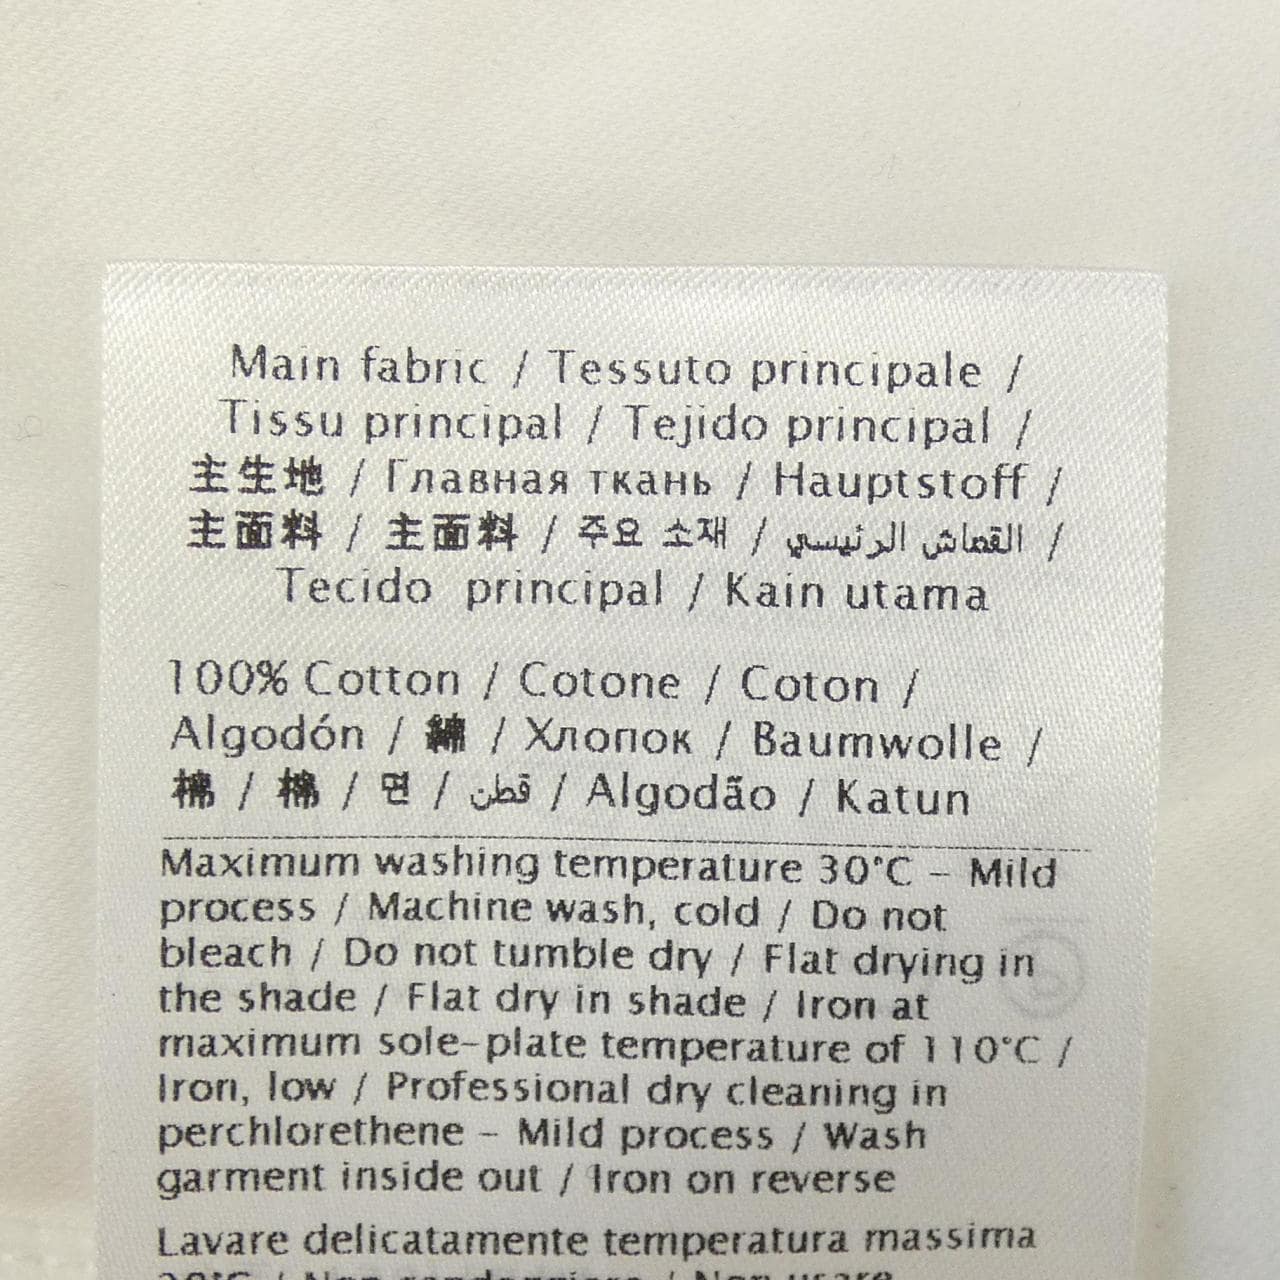 Main fabric / Tessuto principale /
Tissu principal / Tejido principal /
主生地 / Главная ткань / Hauptstoff /
主面料 / 主面料 / 주요 소재 / القماش الرئيسي /
Tecido principal / Kain utama
100% Cotton / Cotone / Coton /
Algodón / 綿 / Хлопок / Baumwolle /
棉 / 棉 / 면 / قطن / Algodão / Katun
Maximum washing temperature 30°C – Mild
process / Machine wash, cold / Do not
bleach / Do not tumble dry / Flat drying in
the shade / Flat dry in shade / Iron at
maximum sole-plate temperature of 110°C /
Iron, low / Professional dry cleaning in
perchlorethene – Mild process / Wash
garment inside out / Iron on reverse
Lavare delicatamente temperatura massima